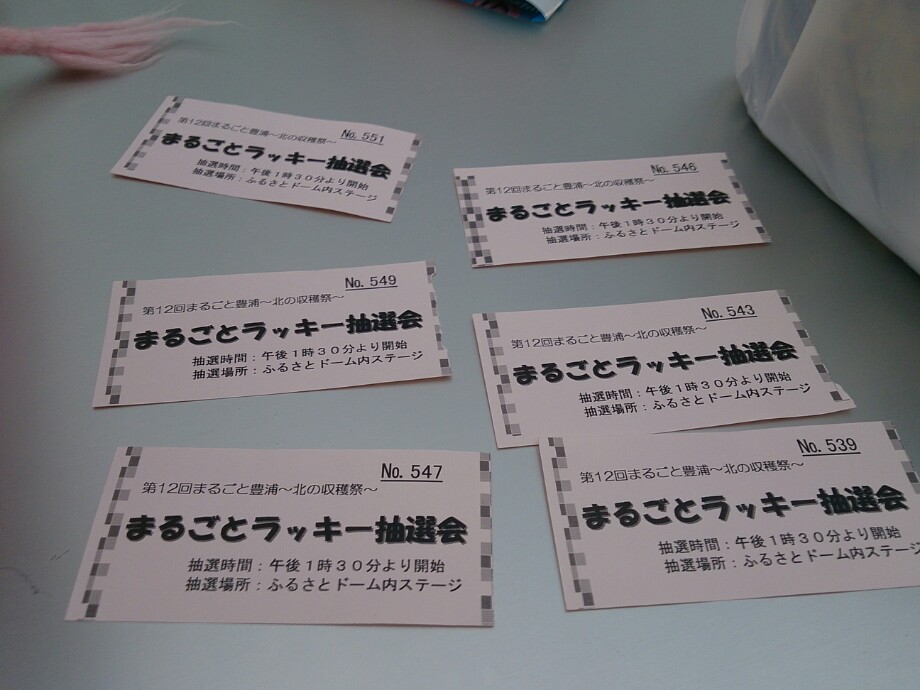 No. 551
第12回まるごと豊浦〜北の収穫祭〜
まるごとラッキー抽選会
抽選時間：午後１時３０分より開始
抽選場所：ふるさとドーム内ステージ
No. 546
第12回まるごと豊浦〜北の収穫祭〜
まるごとラッキー抽選会
抽選時間：午後１時３０分より開始
抽選場所：ふるさとドーム内ステージ
No. 549
第12回まるごと豊浦〜北の収穫祭〜
まるごとラッキー抽選会
抽選時間：午後１時３０分より開始
抽選場所：ふるさとドーム内ステージ
No. 543
第12回まるごと豊浦〜北の収穫祭〜
まるごとラッキー抽選会
抽選時間：午後１時３０分より開始
抽選場所：ふるさとドーム内ステージ
No. 547
第12回まるごと豊浦〜北の収穫祭〜
まるごとラッキー抽選会
抽選時間：午後１時３０分より開始
抽選場所：ふるさとドーム内ステージ
No. 539
第12回まるごと豊浦〜北の収穫祭〜
まるごとラッキー抽選会
抽選時間：午後１時３０分より開始
抽選場所：ふるさとドーム内ステージ